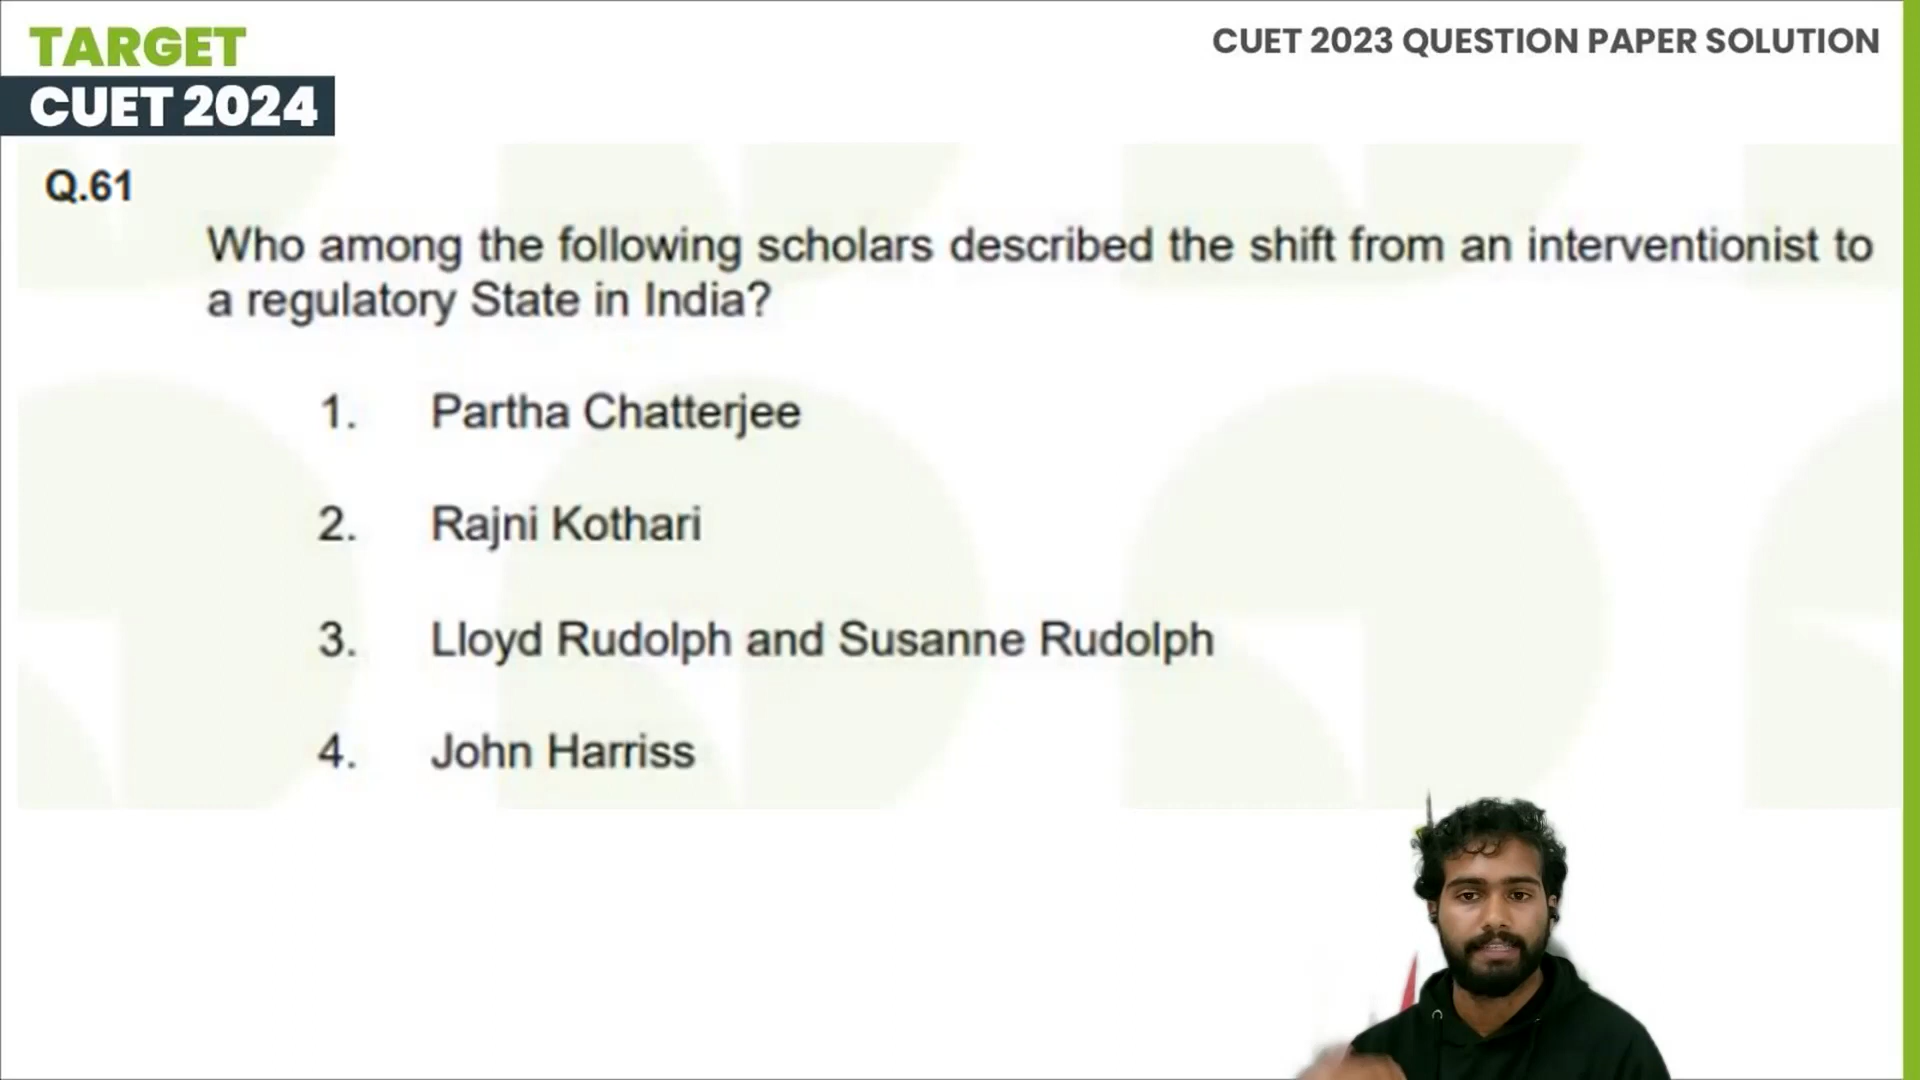 TARGET
CUET 2024
CUET 2023 QUESTION PAPER SOLUTION
Q.61
Who among the following scholars described the shift from an interventionist to
a regulatory State in India?
1. Partha Chatterjee
2. Rajni Kothari
3. Lloyd Rudolph and Susanne Rudolph
4. John Harriss